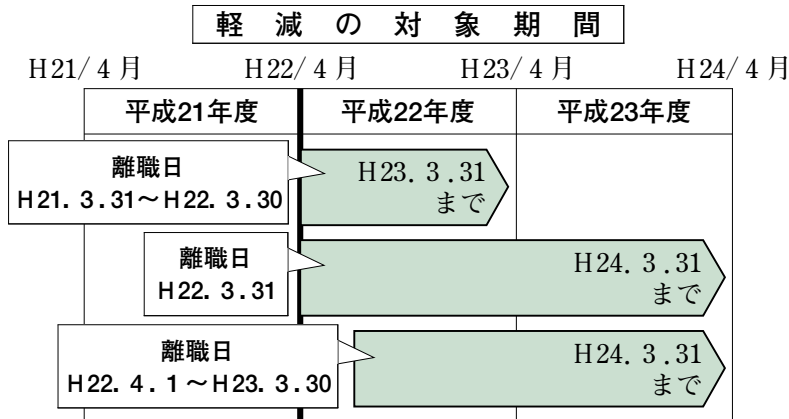 軽減の対象期間
H21/4月 H22/4月 H23/4月 H24/4月
平成21年度 平成22年度 平成23年度
離職日
H21.3.31〜H22.3.30
H23.3.31
まで
離職日
H22.3.31
H24.3.31
まで
離職日
H22.4.1〜H23.3.30
H24.3.31
まで